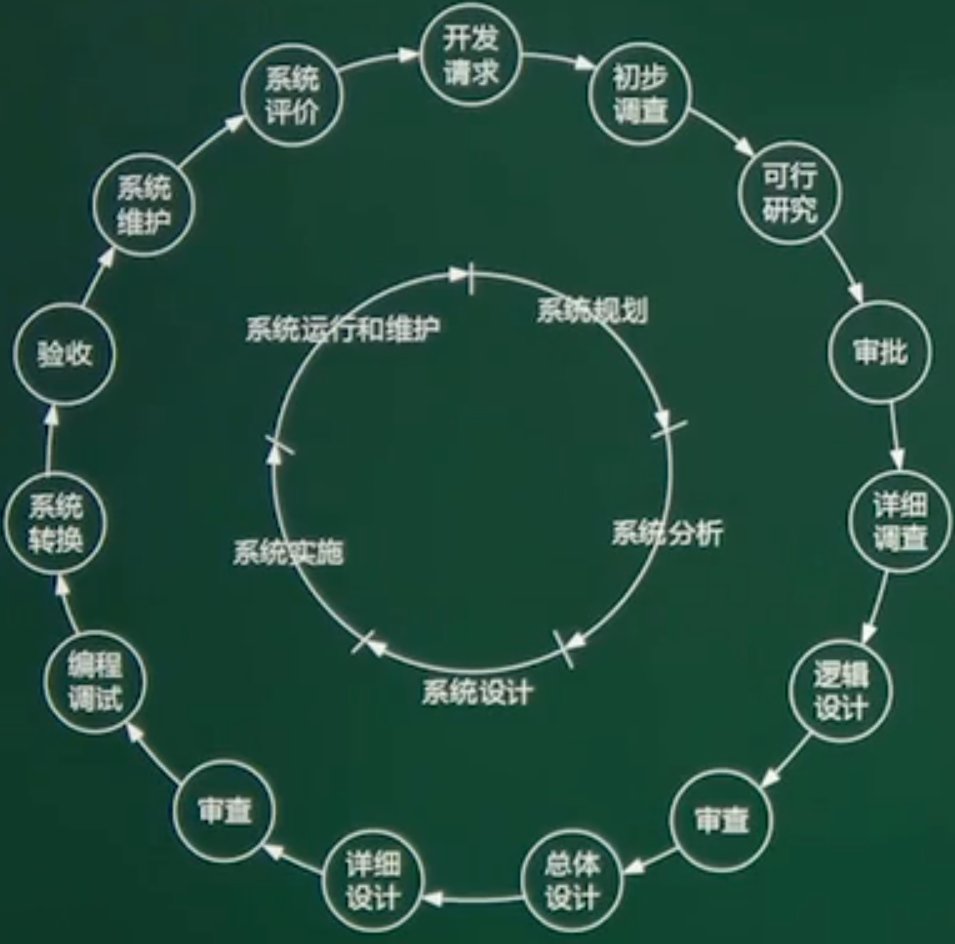 开发
请求
初步
调查
可行
研究
审批
详细
调查
逻辑
设计
审查
总体
设计
详细
设计
审查
编程
调试
系统
转换
验收
系统
维护
系统
评价
系统规划
系统分析
系统设计
系统实施
系统运行和维护